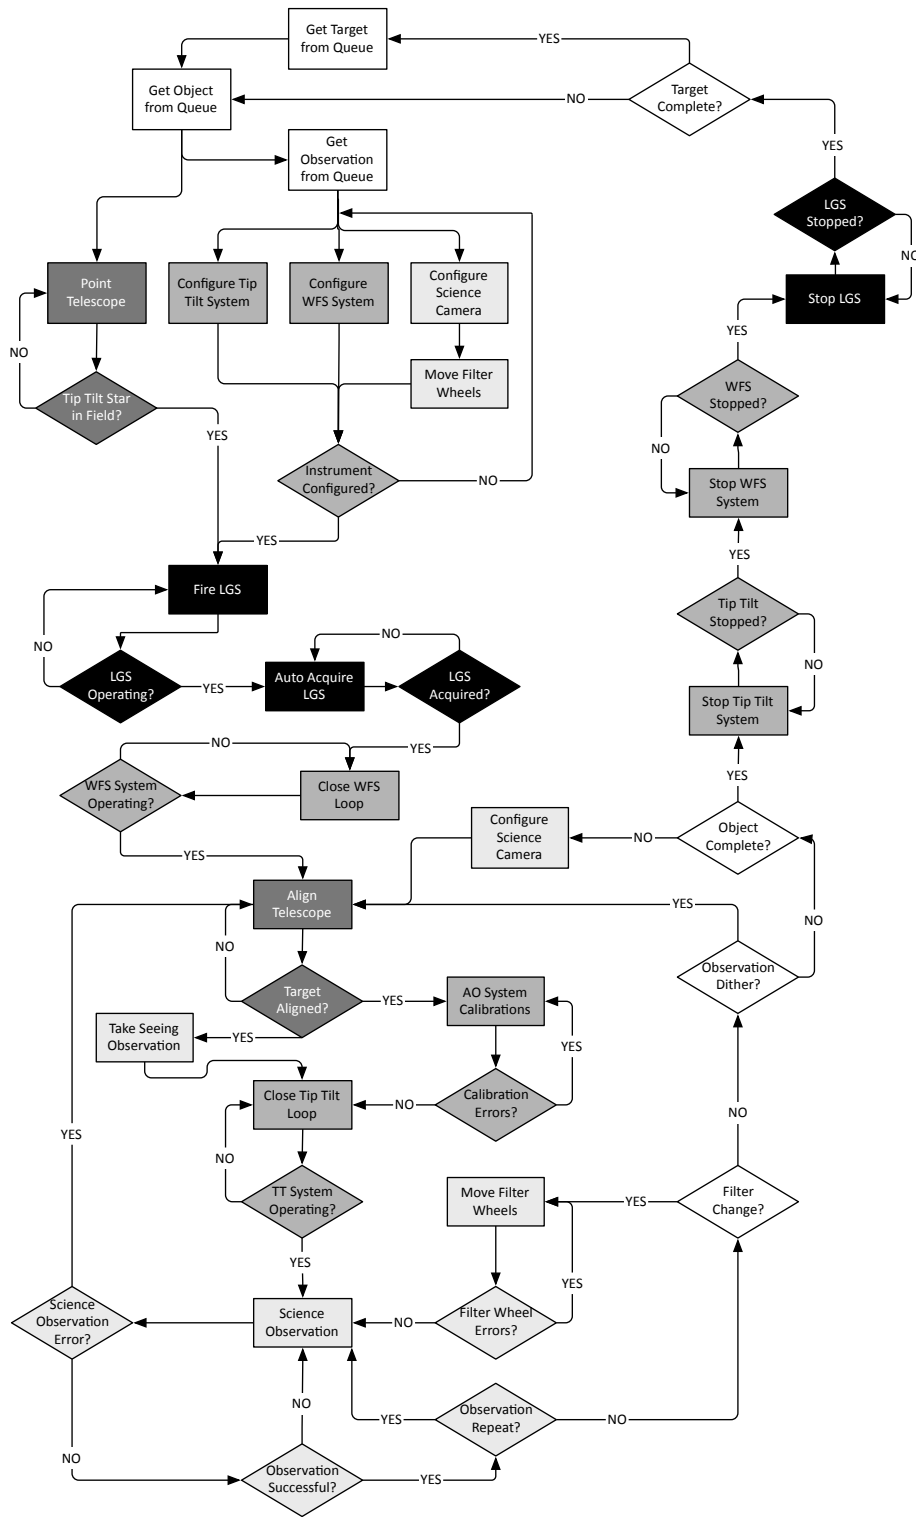 Get Target
from Queue
YES
Target
Complete?
NO
Get Object
from Queue
Get
Observation
from Queue
YES
LGS
Stopped?
NO
Point
Telescope
Configure Tip
Tilt System
Configure
WFS System
Configure
Science
Camera
Stop LGS
NO
YES
Move Filter
Wheels
WFS
Stopped?
Tip Tilt Star
in Field?
YES
NO
Instrument
Configured?
NO
Stop WFS
System
YES
YES
Fire LGS
Tip Tilt
Stopped?
NO
NO
NO
LGS
Operating?
YES
Auto Acquire
LGS
LGS
Acquired?
Stop Tip Tilt
System
NO
YES
YES
WFS System
Operating?
Close WFS
Loop
Configure
Science
Camera
NO
Object
Complete?
YES
Align
Telescope
YES
NO
NO
Observation
Dither?
Target
Aligned?
YES
AO System
Calibrations
Take Seeing
Observation
YES
YES
Close Tip Tilt
Loop
NO
Calibration
Errors?
NO
YES
NO
TT System
Operating?
Move Filter
Wheels
YES
Filter
Change?
YES
YES
Science
Observation
Error?
Science
Observation
NO
Filter Wheel
Errors?
NO
YES
Observation
Repeat?
NO
NO
Observation
Successful?
YES